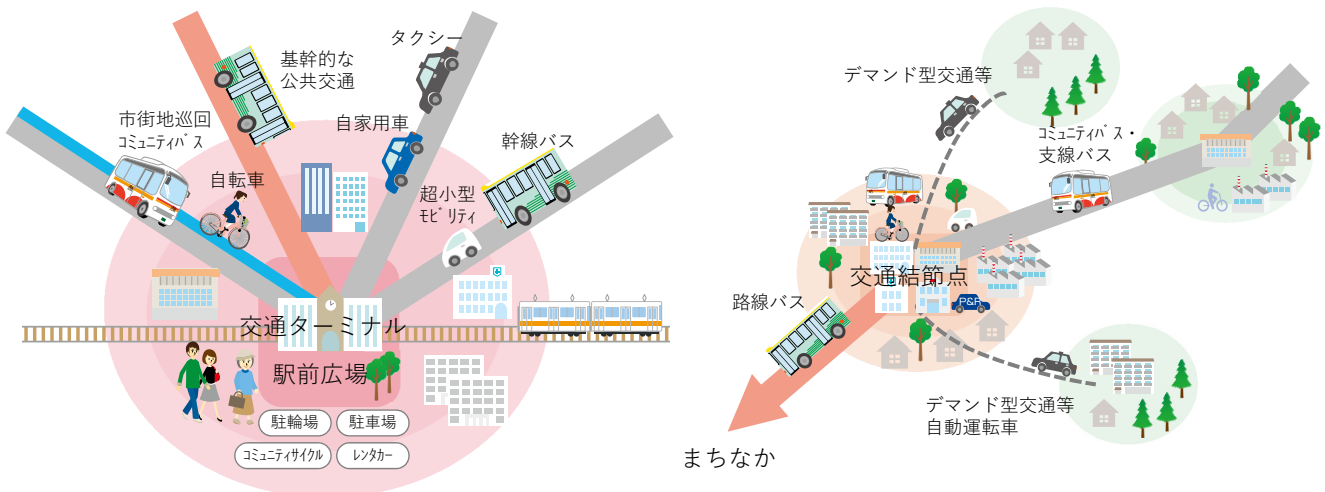 タクシー
基幹的な
公共交通
市街地巡回
ｺﾐｭﾆﾃｨﾊﾞｽ
自家用車
幹線バス
自転車
超小型
ﾓﾋﾞﾘﾃｨ
交通ターミナル
駅前広場
駐輪場
駐車場
ｺﾐｭﾆﾃｨｻｲｸﾙ
ﾚﾝﾀｶｰ
デマンド型交通等
ｺﾐｭﾆﾃｨﾊﾞｽ・
支線バス
交通結節点
路線バス
P&R
デマンド型交通等
自動運転車
まちなか